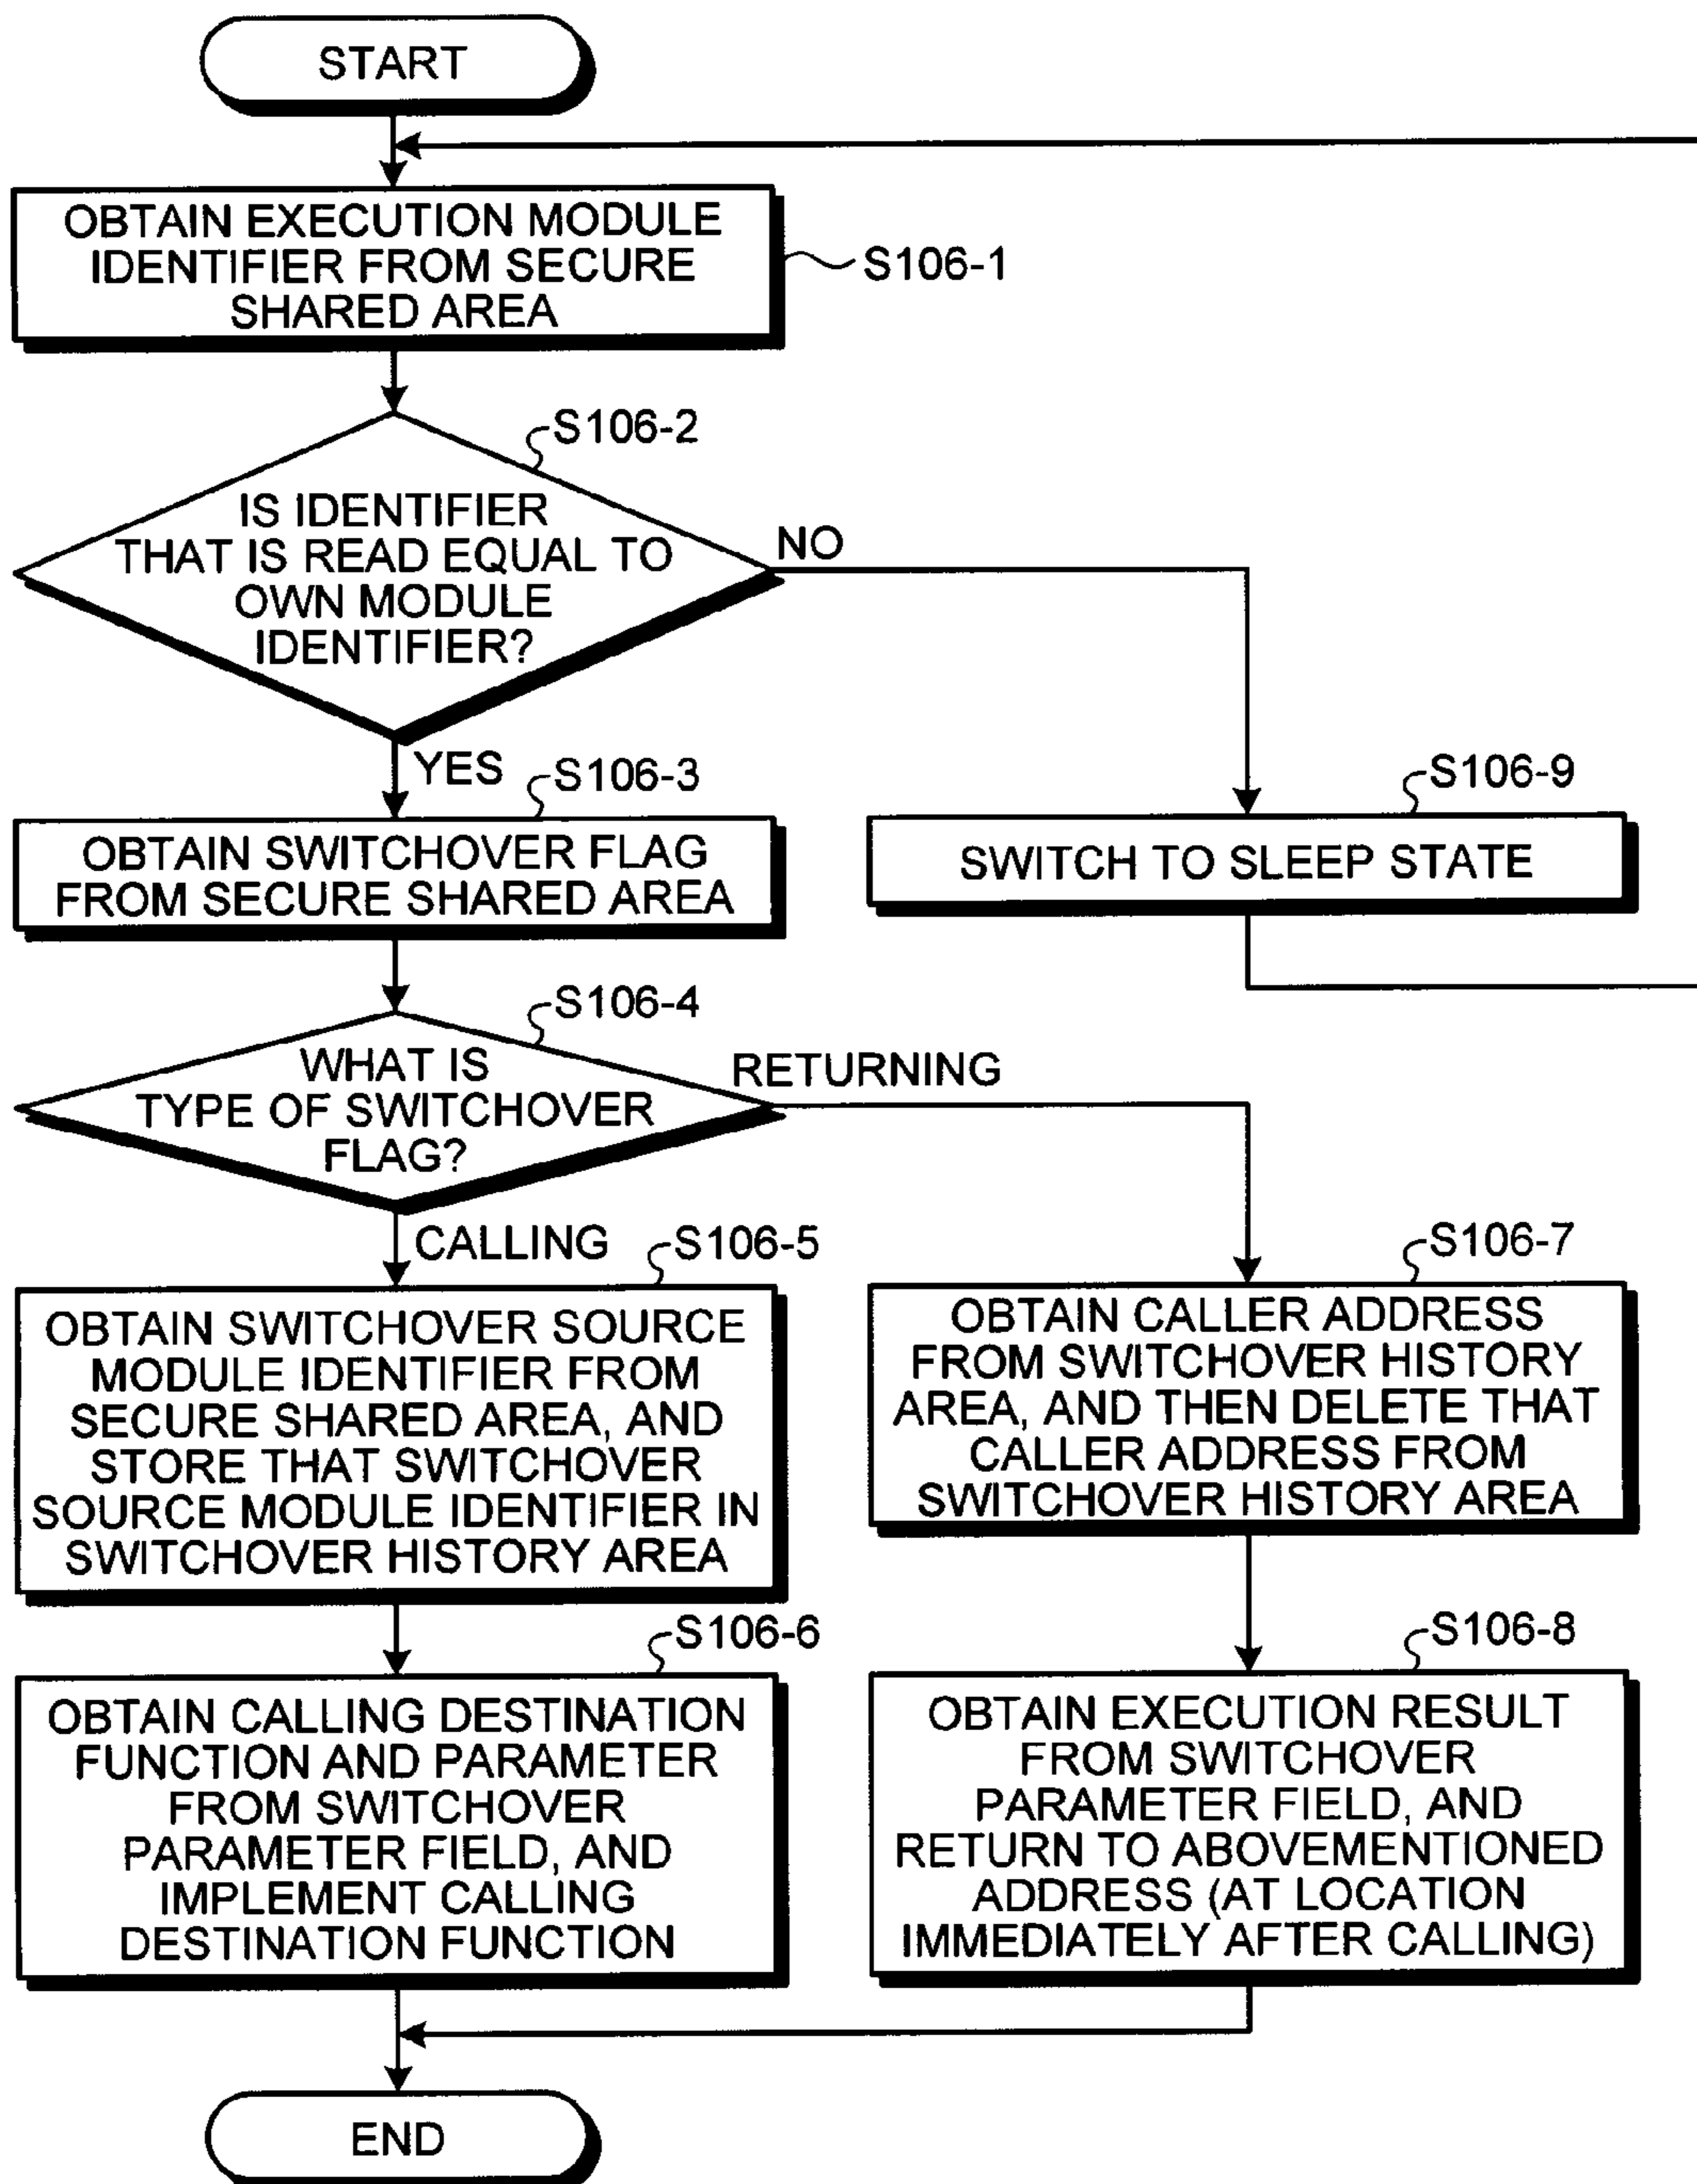 START
OBTAIN EXECUTION MODULE
IDENTIFIER FROM SECURE
SHARED AREA
S106-1
S106-2
IS IDENTIFIER
THAT IS READ EQUAL TO
OWN MODULE
IDENTIFIER?
NO
YES
S106-3
OBTAIN SWITCHOVER FLAG
FROM SECURE SHARED AREA
S106-9
SWITCH TO SLEEP STATE
S106-4
WHAT IS
TYPE OF SWITCHOVER
FLAG?
RETURNING
CALLING
S106-5
OBTAIN SWITCHOVER SOURCE
MODULE IDENTIFIER FROM
SECURE SHARED AREA, AND
STORE THAT SWITCHOVER
SOURCE MODULE IDENTIFIER IN
SWITCHOVER HISTORY AREA
S106-7
OBTAIN CALLER ADDRESS
FROM SWITCHOVER HISTORY
AREA, AND THEN DELETE THAT
CALLER ADDRESS FROM
SWITCHOVER HISTORY AREA
S106-6
OBTAIN CALLING DESTINATION
FUNCTION AND PARAMETER
FROM SWITCHOVER
PARAMETER FIELD, AND
IMPLEMENT CALLING
DESTINATION FUNCTION
S106-8
OBTAIN EXECUTION RESULT
FROM SWITCHOVER
PARAMETER FIELD, AND
RETURN TO ABOVEMENTIONED
ADDRESS (AT LOCATION
IMMEDIATELY AFTER CALLING)
END